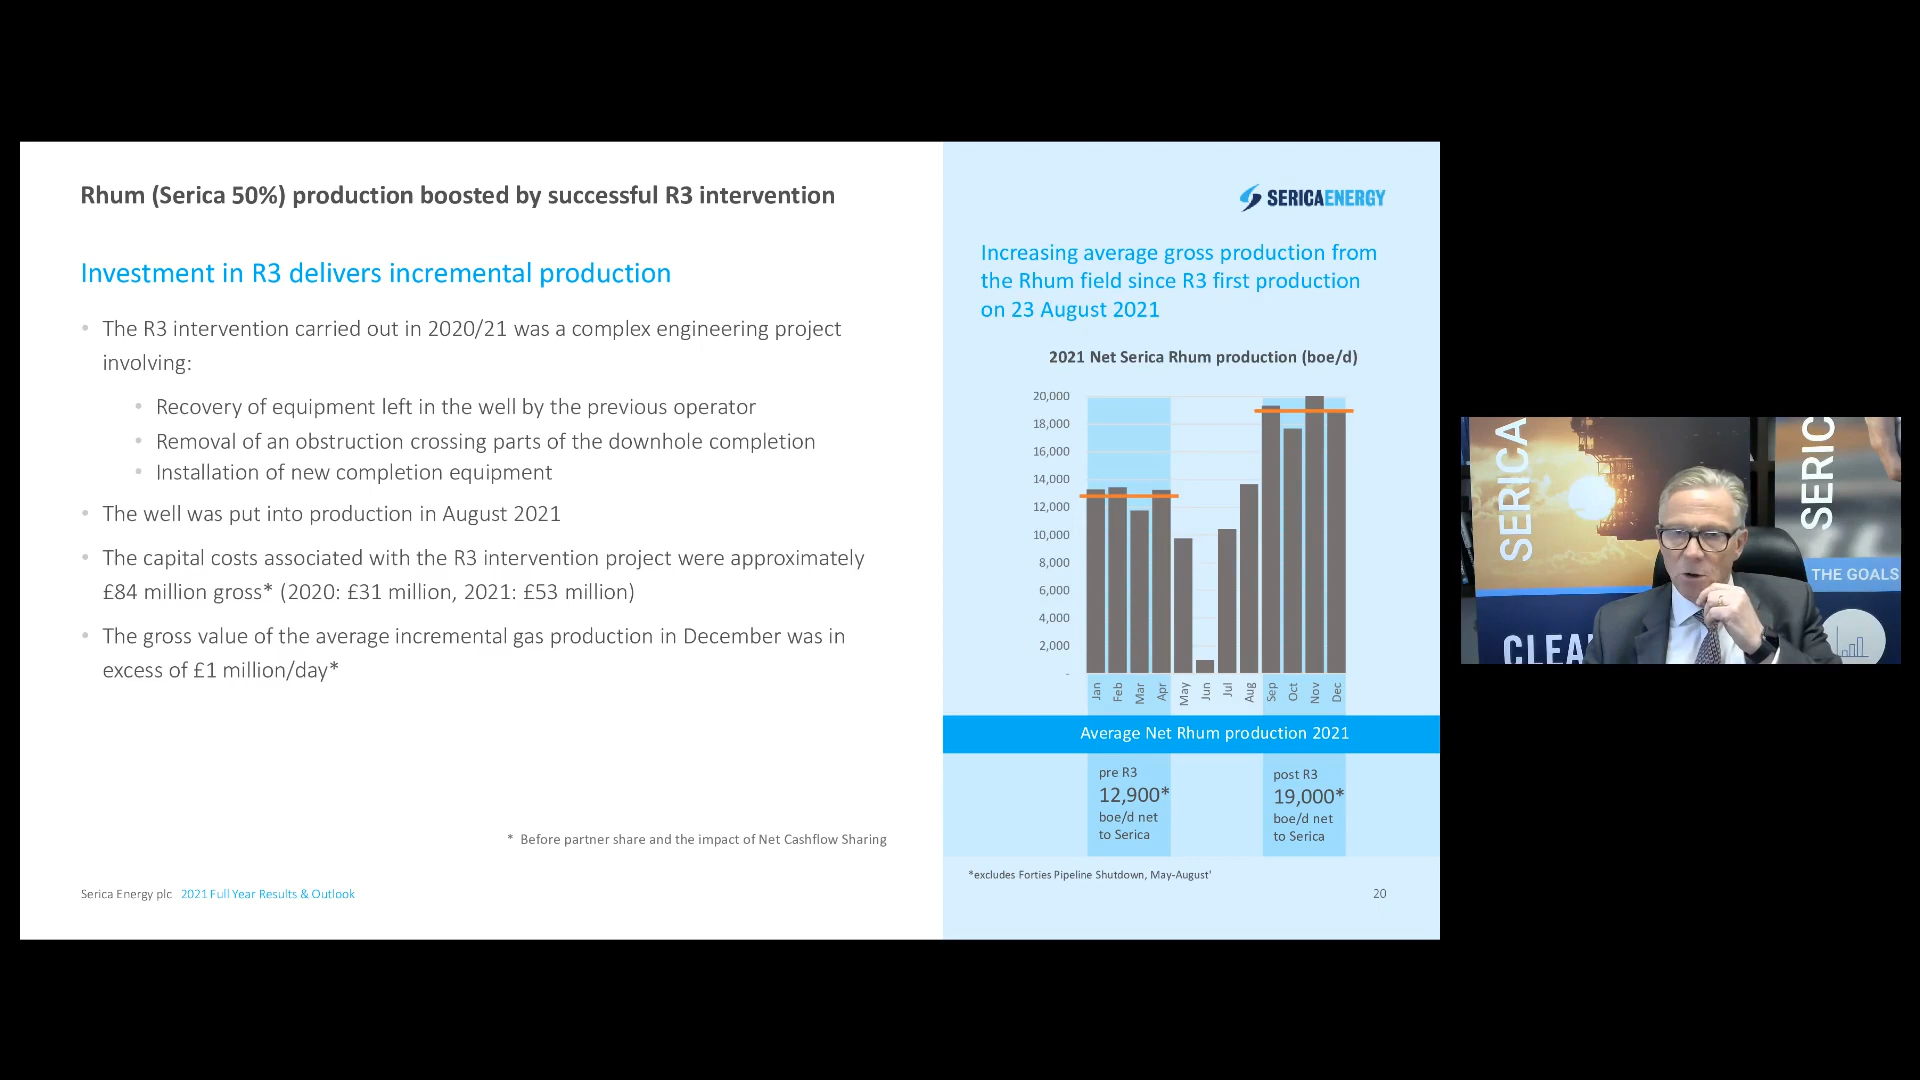 Rhum (Serica 50%) production boosted by successful R3 intervention
Investment in R3 delivers incremental production
• The R3 intervention carried out in 2020/21 was a complex engineering project
involving:
• Recovery of equipment left in the well by the previous operator
• Removal of an obstruction crossing parts of the downhole completion
• Installation of new completion equipment
• The well was put into production in August 2021
• The capital costs associated with the R3 intervention project were approximately
£84 million gross* (2020: £31 million, 2021: £53 million)
• The gross value of the average incremental gas production in December was in
excess of £1 million/day*
* Before partner share and the impact of Net Cashflow Sharing
Serica Energy plc 2021 Full Year Results & Outlook
SERICAENERGY
Increasing average gross production from
the Rhum field since R3 first production
on 23 August 2021
2021 Net Serica Rhum production (boe/d)
20,000
18,000
16,000
14,000
12,000
10,000
8,000
6,000
4,000
2,000
-
Jan Feb Mar Apr May Jun Jul Aug Sep Oct Nov Dec
Average Net Rhum production 2021
pre R3
12,900*
boe/d net
to Serica
post R3
19,000*
boe/d net
to Serica
*excludes Forties Pipeline Shutdown, May-August'
20
SERICA
SERIC
THE GOALS
CLEA